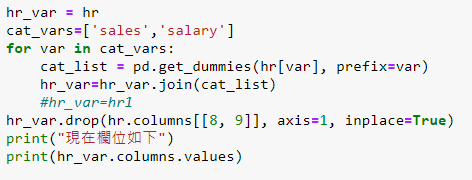 hr_var = hr
cat_vars=['sales','salary']
for var in cat_vars:
    cat_list = pd.get_dummies(hr[var], prefix=var)
    hr_var=hr_var.join(cat_list)
    #hr_var=hr1
hr_var.drop(hr.columns[[8, 9]], axis=1, inplace=True)
print("現在欄位如下")
print(hr_var.columns.values)